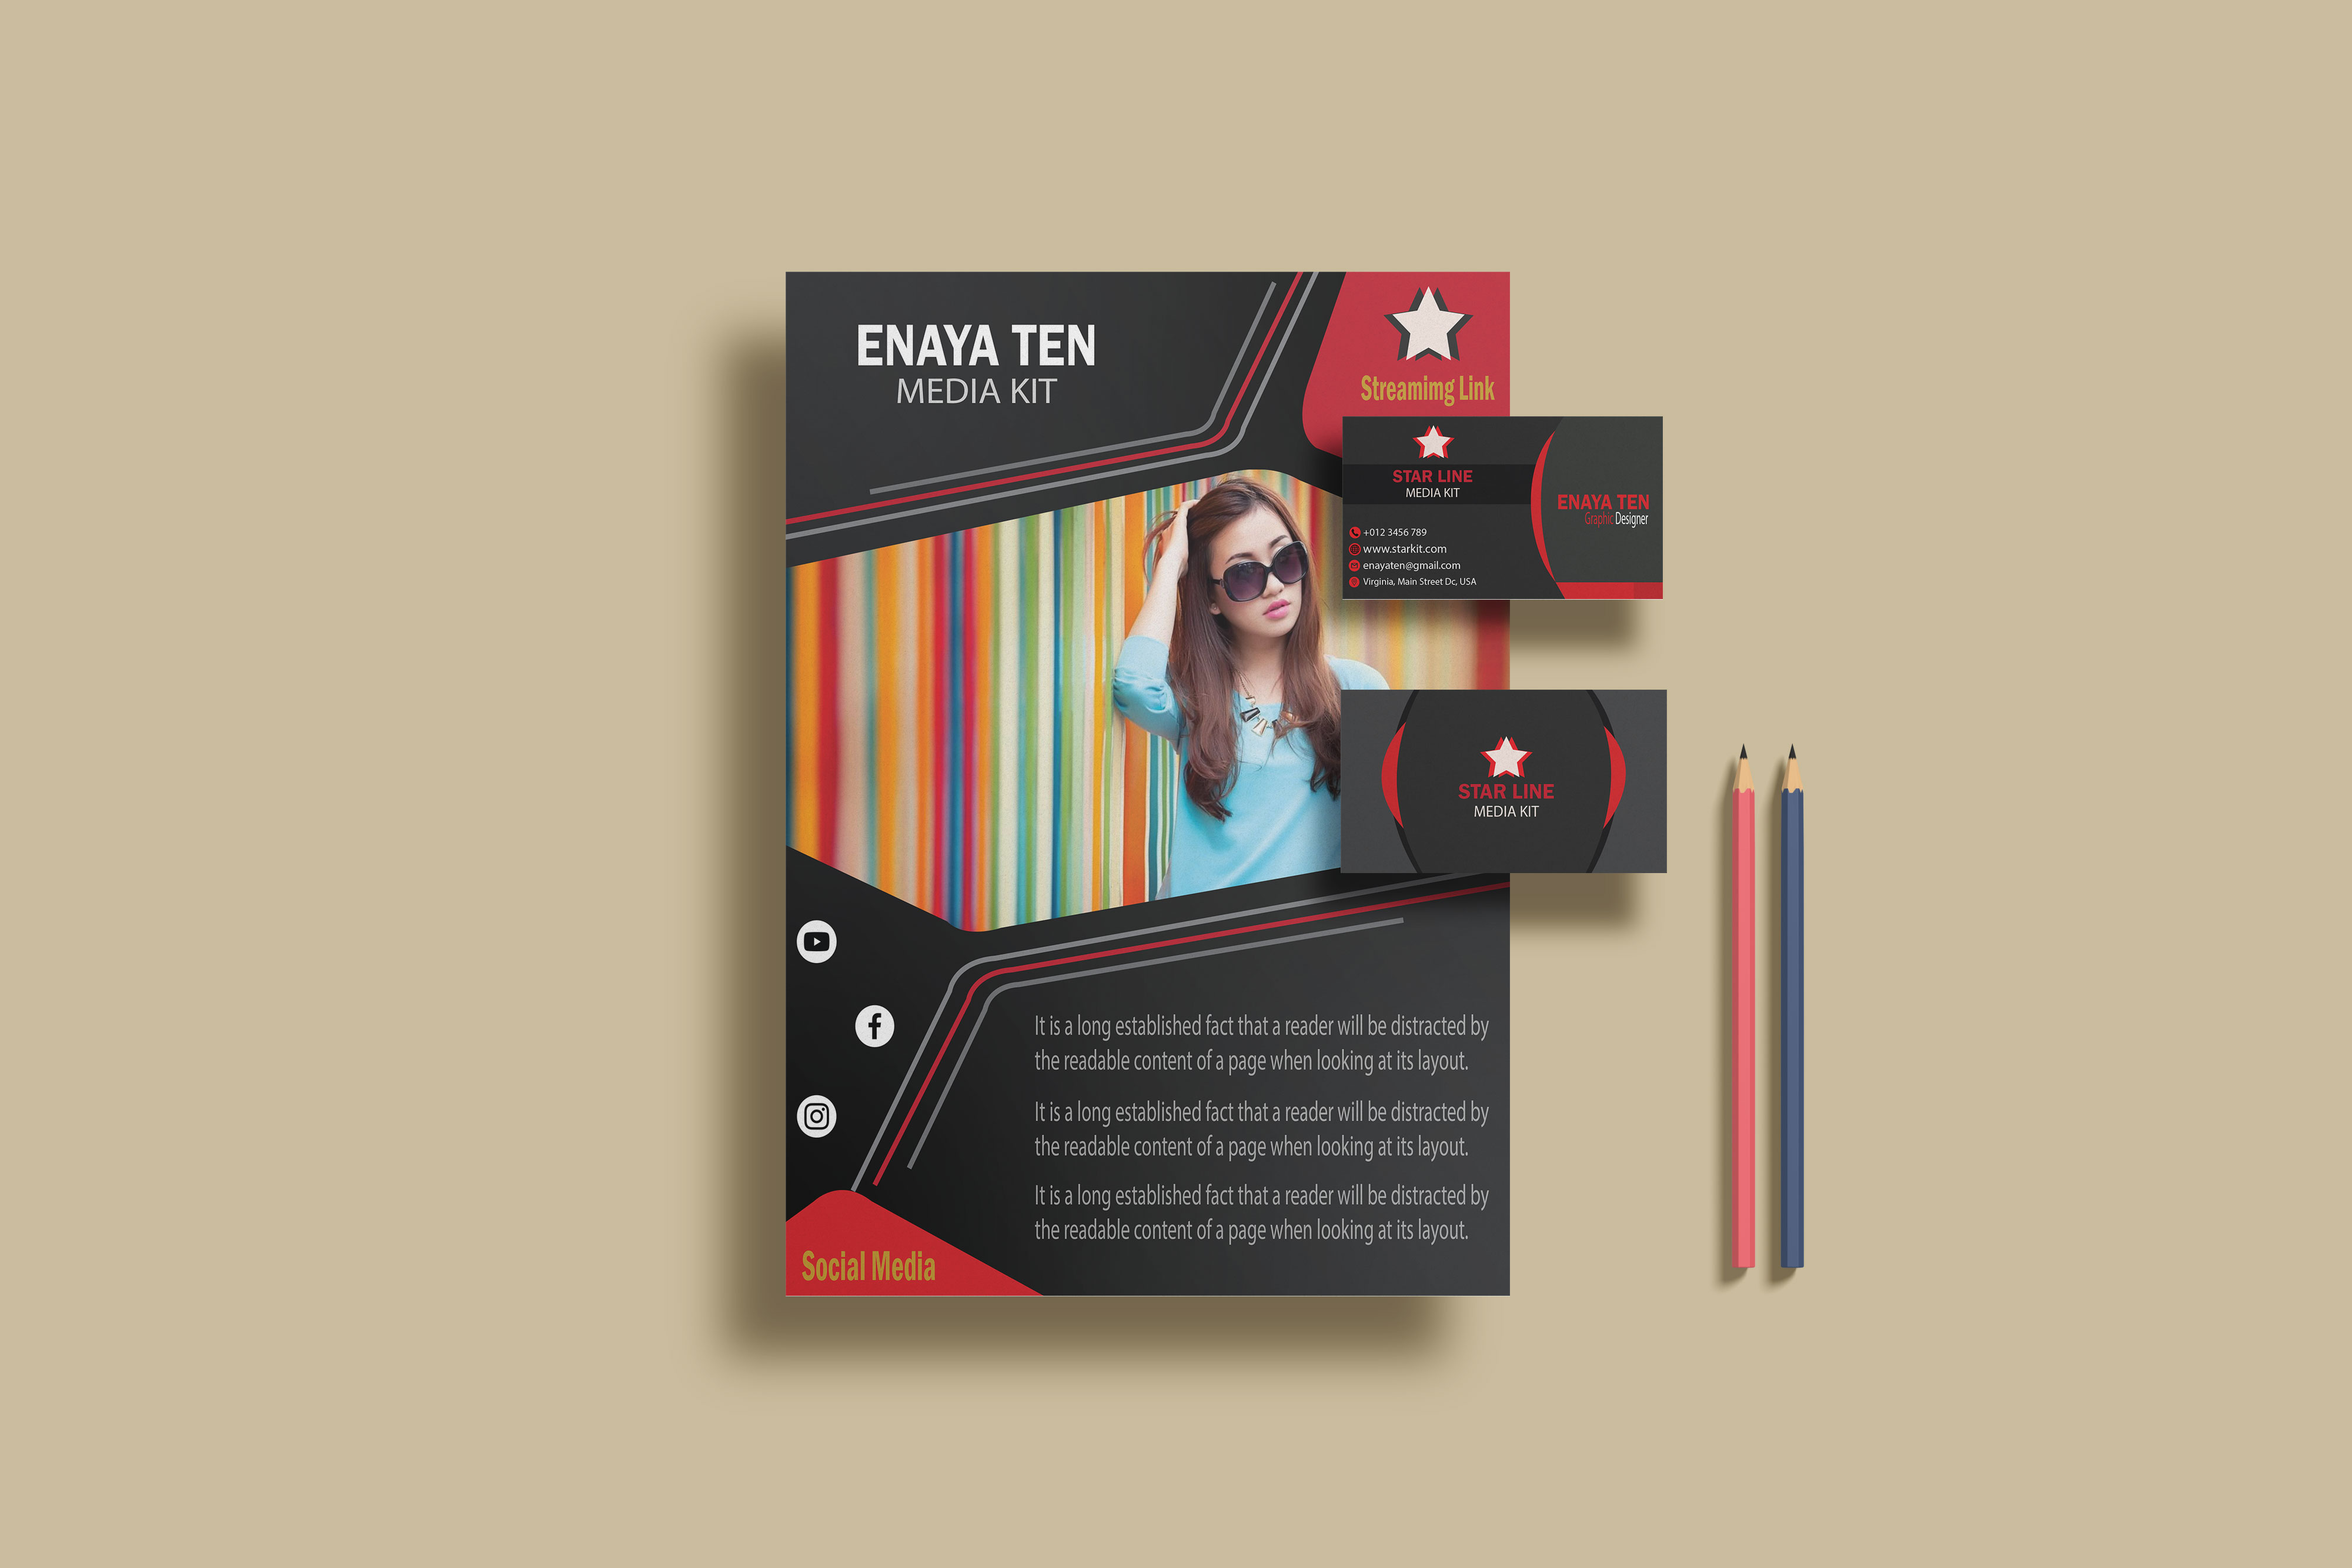 ENAYA TEN
MEDIA KIT
Streamimg Link
STAR LINE
MEDIA KIT
+012 3456 789
www.starkit.com
enayaten@gmail.com
Virginia, Main Street Dc, USA
ENAYA TEN
Graphic Designer
STAR LINE
MEDIA KIT
It is a long established fact that a reader will be distracted by
the readable content of a page when looking at its layout.
It is a long established fact that a reader will be distracted by
the readable content of a page when looking at its layout.
It is a long established fact that a reader will be distracted by
the readable content of a page when looking at its layout.
Social Media